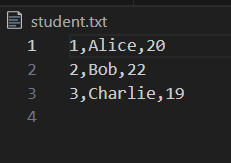 student.txt
1 1,Alice,20
2 2,Bob,22
3 3,Charlie,19
4